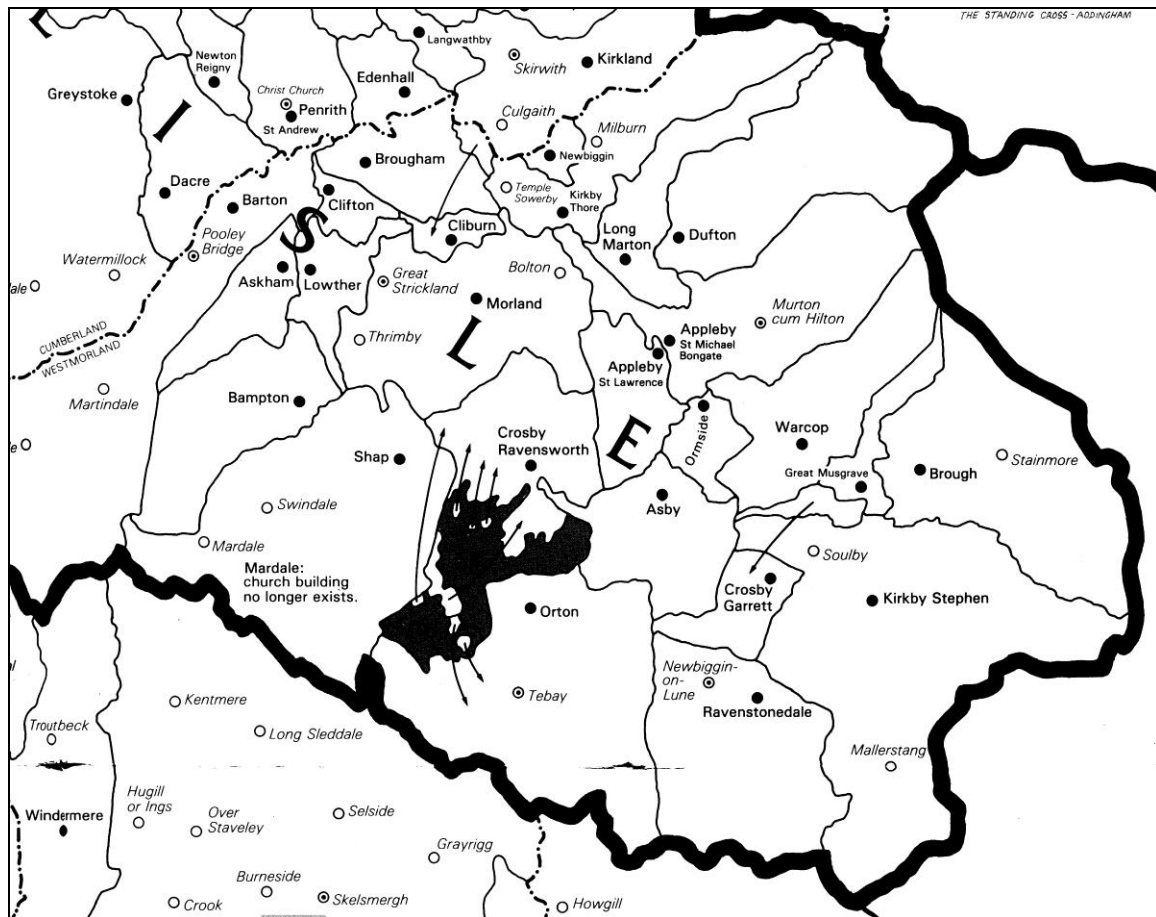 THE STANDING CROSS - ADDINGHAM
Langwathby
Newton
Reigny
Skirwith
Kirkland
Edenhall
Christ Church
Greystoke
Penrith
St Andrew
Culgaith
Milburn
Newbiggin
Brougham
Dacre
Clifton
Temple
Sowerby
Kirkby
Thore
Barton
Pooley
Bridge
Cliburn
Long
Marton
Dufton
Watermillock
Askham
Lowther
Great
Strickland
Bolton
Morland
Murton
cum Hilton
Thrimby
Appleby
St Michael
Bongate
Appleby
St Lawrence
CUMBERLAND
WESTMORLAND
Martindale
Bampton
I
S
L
E
Ormside
Warcop
Crosby
Ravensworth
Shap
Great Musgrave
Brough
Stainmore
Swindale
Asby
Mardale
Soulby
Mardale:
church building
no longer exists.
Crosby
Garrett
Kirkby Stephen
Orton
Newbiggin-
on-
Lune
Tebay
Ravenstonedale
Kentmere
Troutbeck
Long Sleddale
Mallerstang
Hugill
or Ings
Over
Staveley
Selside
Windermere
Grayrigg
Burneside
Crook
Skelsmergh
Howgill